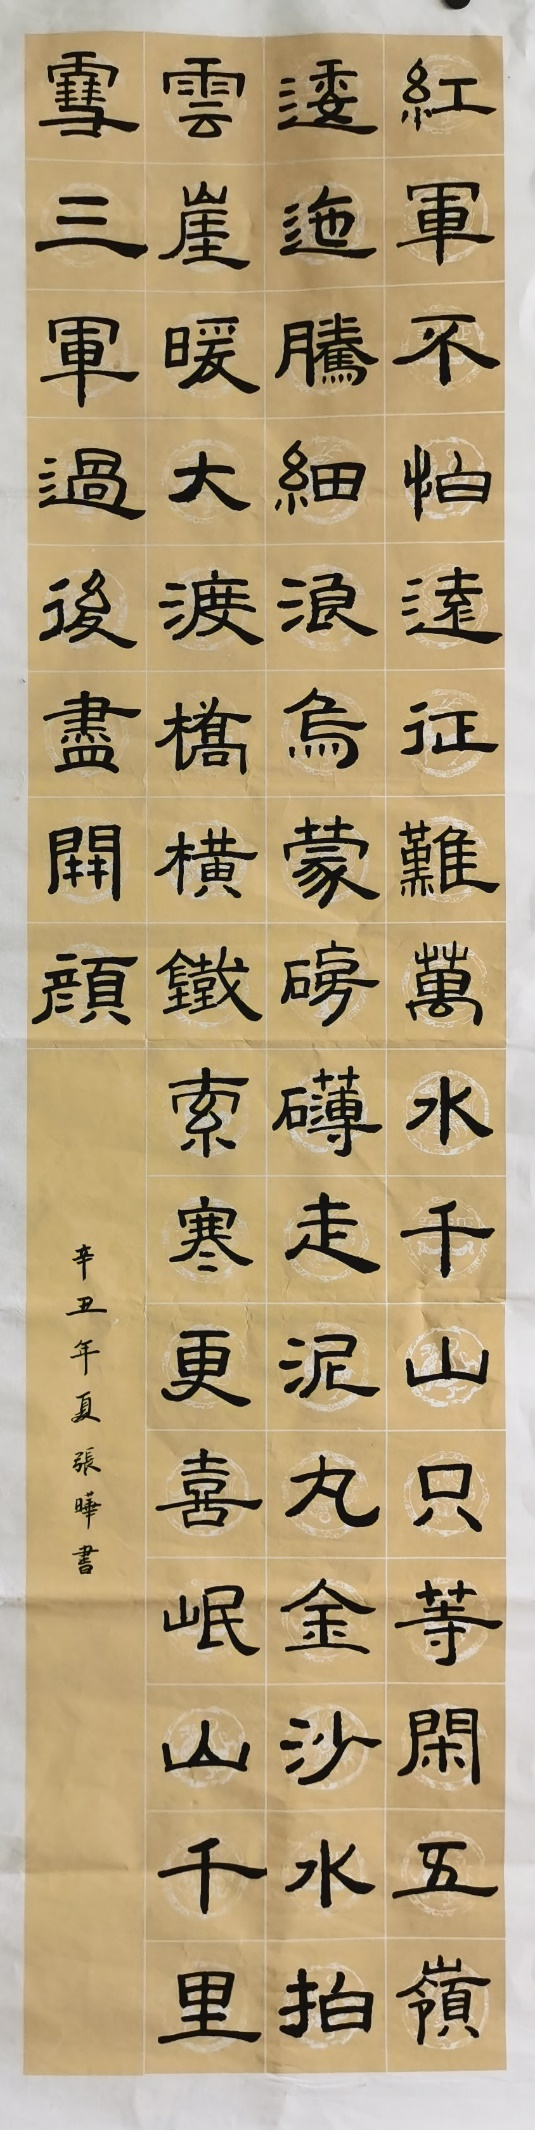 紅軍不怕遠征難萬水千山只等閑五嶺
逶迤騰細浪烏蒙磅礴走泥丸金沙水拍
雲崖暖大渡橋橫鐵索寒更喜岷山千里
雪三軍過後盡開顏
辛丑年夏張曄書